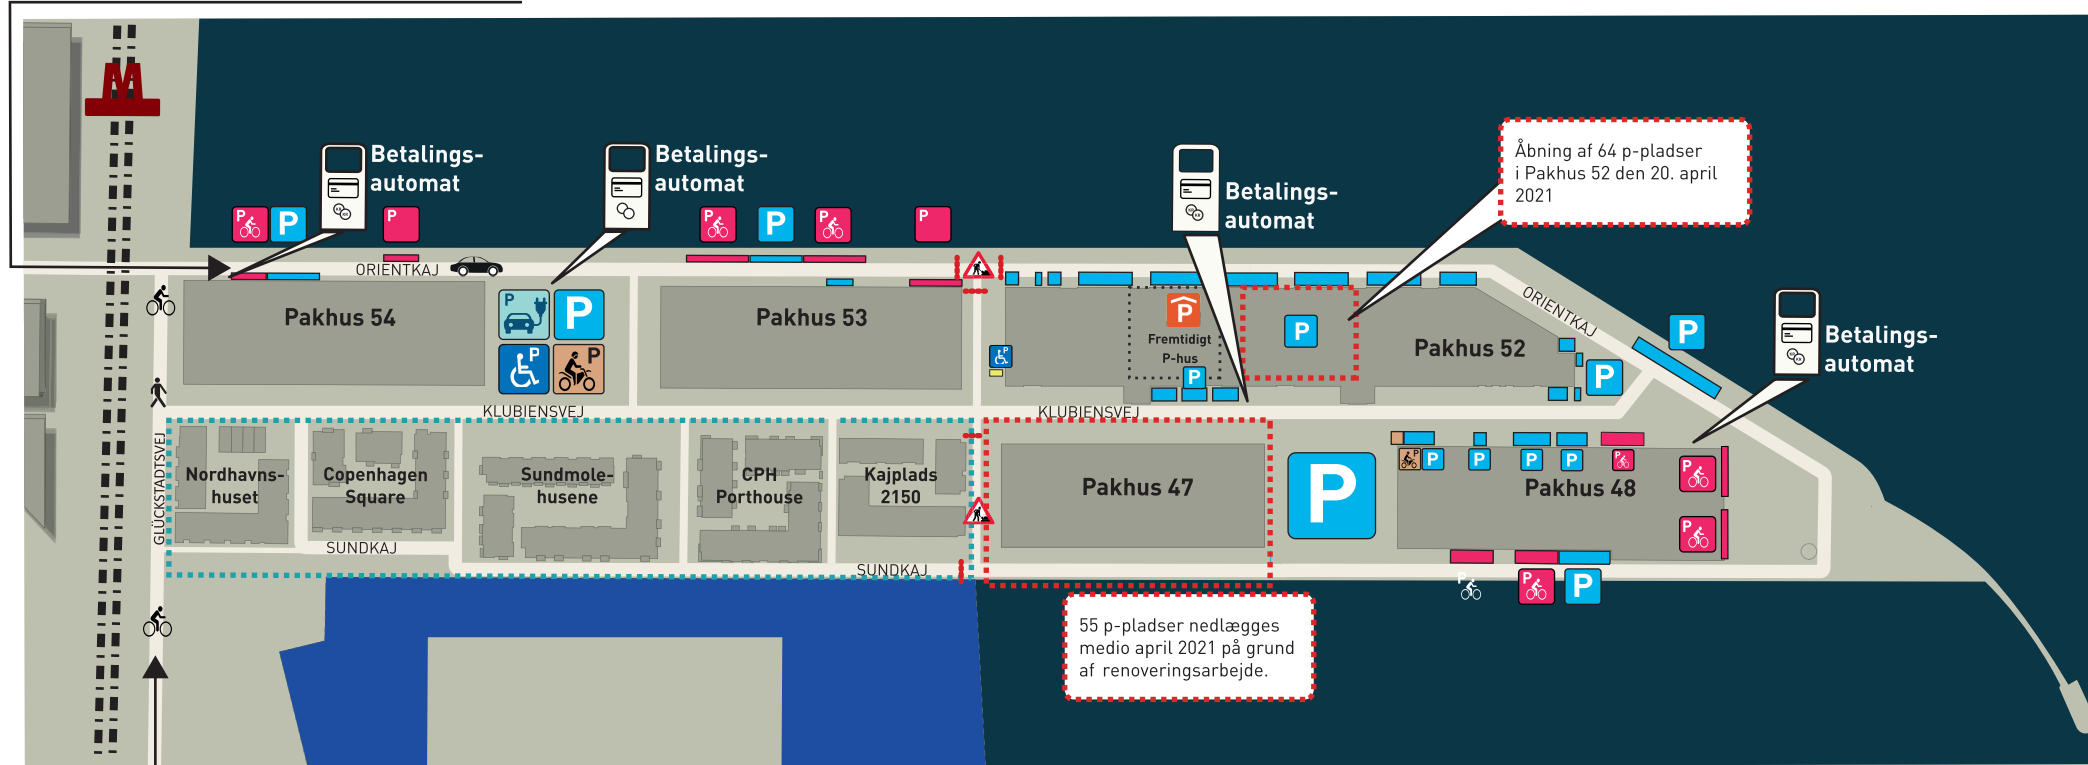 M
Betalings-
automat
Betalings-
automat
Betalings-
automat
Åbning af 64 p-pladser
i Pakhus 52 den 20. april
2021
P
P
P
P
P
P
P
ORIENTKAJ
Pakhus 54
P
P
P
P
Pakhus 53
P
Fremtidigt
P-hus
P
P
P
Pakhus 52
ORIENTKAJ
P
P
Betalings-
automat
KLUBIENSVEJ
KLUBIENSVEJ
GLÜCKSTADTSVEJ
Nordhavns-
huset
Copenhagen
Square
Sundmole-
husene
CPH
Porthouse
Kajplads
2150
Pakhus 47
P
P
P
P
P
P
P
P
P
Pakhus 48
SUNDKAJ
SUNDKAJ
P
P
P
55 p-pladser nedlægges
medio april 2021 på grund
af renoveringsarbejde.